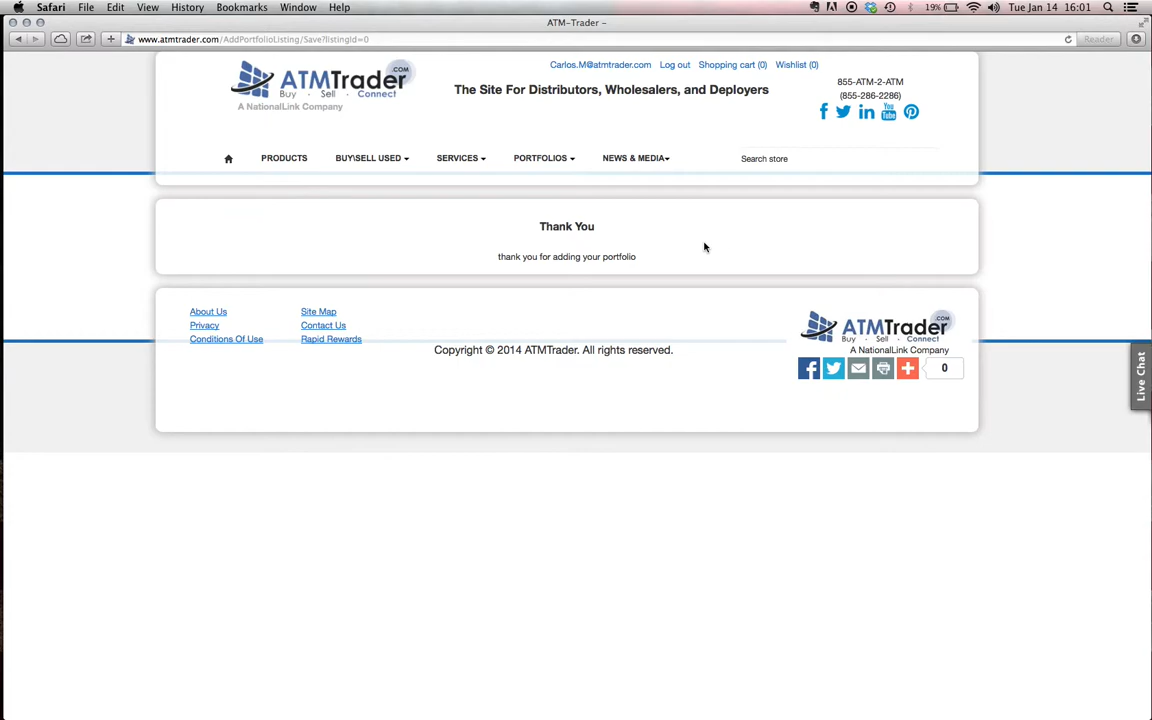 Safari File Edit View History Bookmarks Window Help 19% Tue Jan 14 16:01
ATM-Trader –
www.atmtrader.com/AddPortfolioListing/Save?listingId=0 Reader
ATMTrader .COM
Buy · Sell · Connect
A NationalLink Company
Carlos.M@atmtrader.com Log out Shopping cart (0) Wishlist (0)
The Site For Distributors, Wholesalers, and Deployers
855-ATM-2-ATM
(855-286-2286)
f in You Tube
PRODUCTS BUY\SELL USED SERVICES PORTFOLIOS NEWS & MEDIA Search store
Thank You
thank you for adding your portfolio
About Us Site Map
Privacy Contact Us
Conditions Of Use Rapid Rewards
Copyright © 2014 ATMTrader. All rights reserved.
ATMTrader .COM
Buy · Sell · Connect
A NationalLink Company
f 0
Live Chat